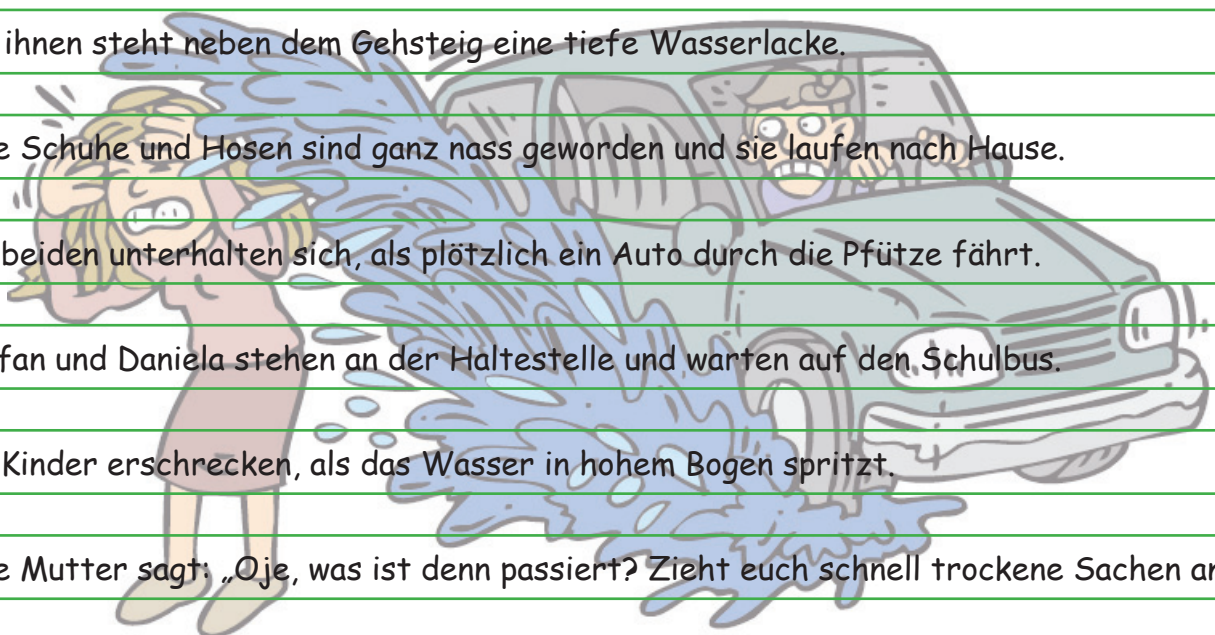 ihnen steht neben dem Gehsteig eine tiefe Wasserlacke.
Schuhe und Hosen sind ganz nass geworden und sie laufen nach Hause.
beiden unterhalten sich, als plötzlich ein Auto durch die Pfütze fährt.
fan und Daniela stehen an der Haltestelle und warten auf den Schulbus.
Kinder erschrecken, als das Wasser in hohem Bogen spritzt.
Mutter sagt: „Oje, was ist denn passiert? Zieht euch schnell trockene Sachen an